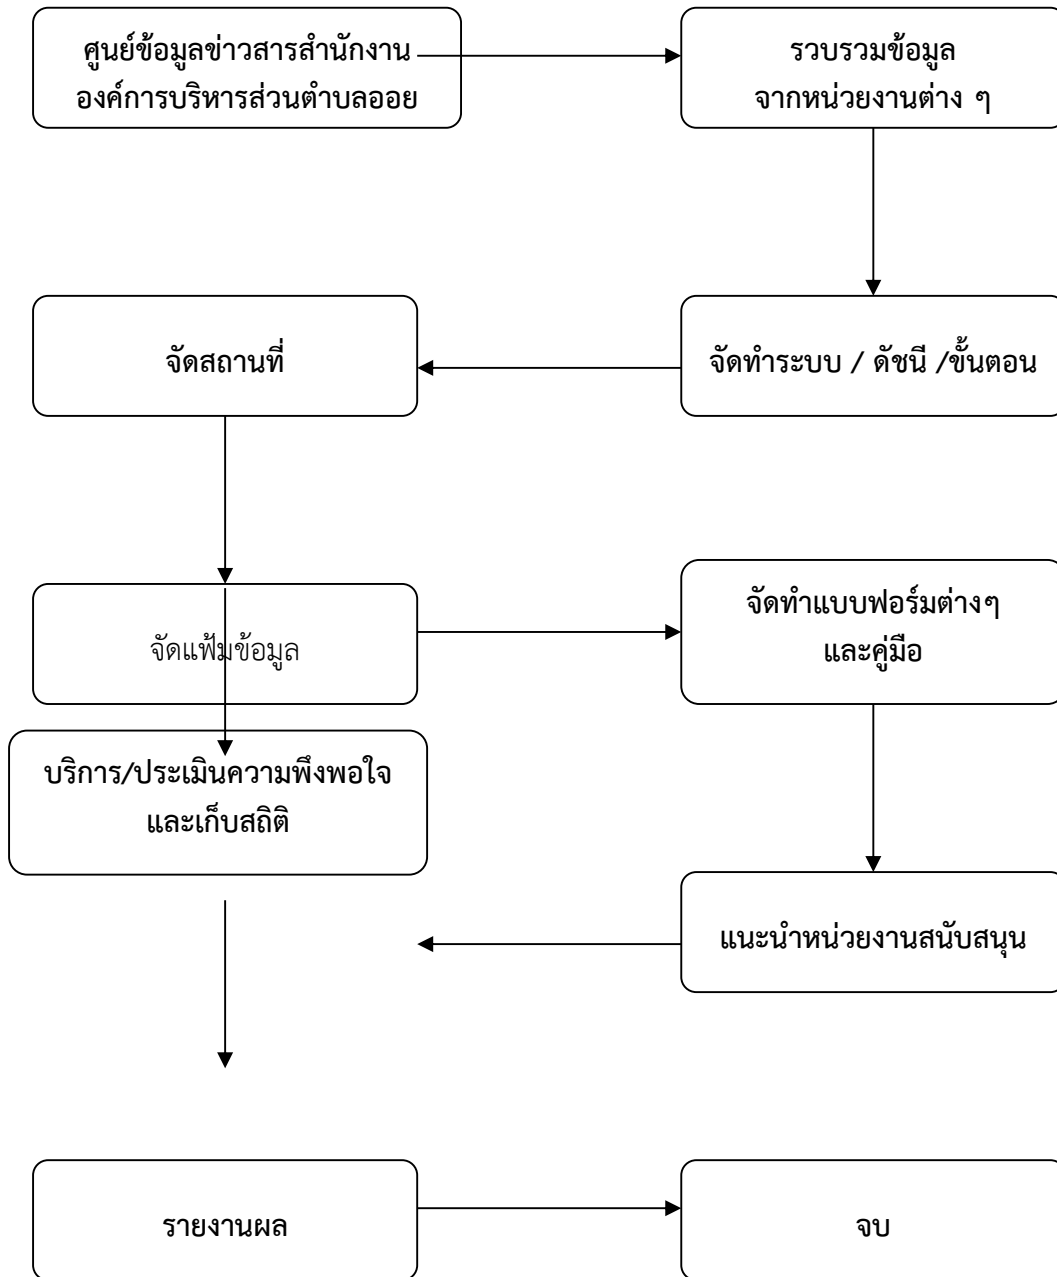 ศูนย์ข้อมูลข่าวสารสำนักงาน
องค์การบริหารส่วนตำบลออย
รวบรวมข้อมูล
จากหน่วยงานต่าง ๆ
จัดสถานที่
จัดทำระบบ / ดัชนี /ขั้นตอน
จัดแฟ้มข้อมูล
จัดทำแบบฟอร์มต่างๆ
และคู่มือ
บริการ/ประเมินความพึงพอใจ
และเก็บสถิติ
แนะนำหน่วยงานสนับสนุน
รายงานผล
จบ